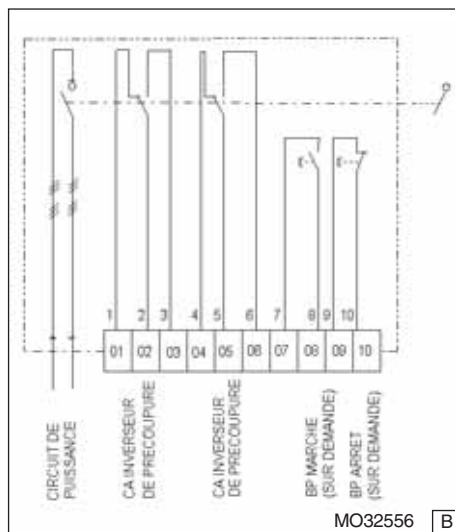 1 2 3 4 5 6 7 8 9 10
01 02 03 04 05 06 07 08 09 10
CIRCUIT DE
PUISSANCE
CA INVERSEUR
DE PRECOUPURE
CA INVERSEUR
DE PRECOUPURE
BP MARCHE
(SUR DEMANDE)
BP ARRET
(SUR DEMANDE)
MO32556 B